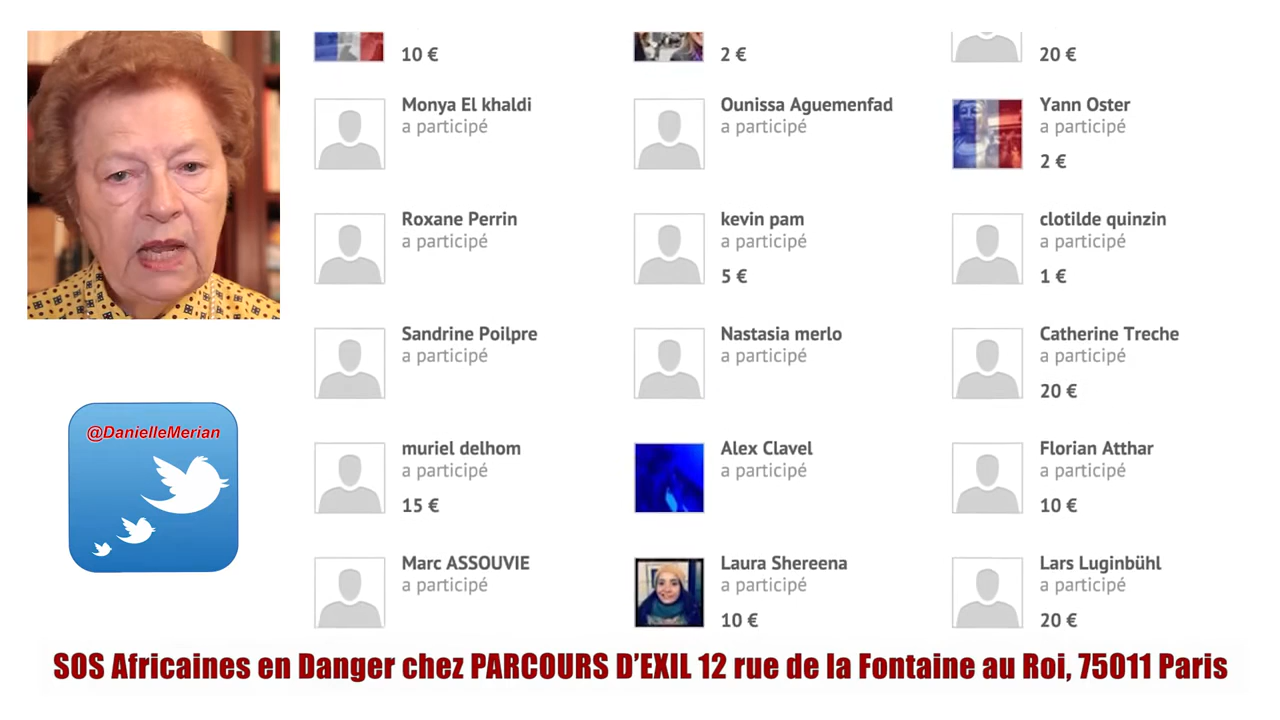 10 €
2 €
20 €
Monya El khaldi
a participé
Ounissa Aguemenfad
a participé
Yann Oster
a participé
2 €
Roxane Perrin
a participé
kevin pam
a participé
5 €
clotilde quinzin
a participé
1 €
Sandrine Poilpre
a participé
Nastasia merlo
a participé
Catherine Treche
a participé
20 €
@DanielleMerian
muriel delhom
a participé
15 €
Alex Clavel
a participé
Florian Atthar
a participé
10 €
Marc ASSOUVIE
a participé
Laura Shereena
a participé
10 €
Lars Luginbühl
a participé
20 €
SOS Africaines en Danger chez PARCOURS D'EXIL 12 rue de la Fontaine au Roi, 75011 Paris